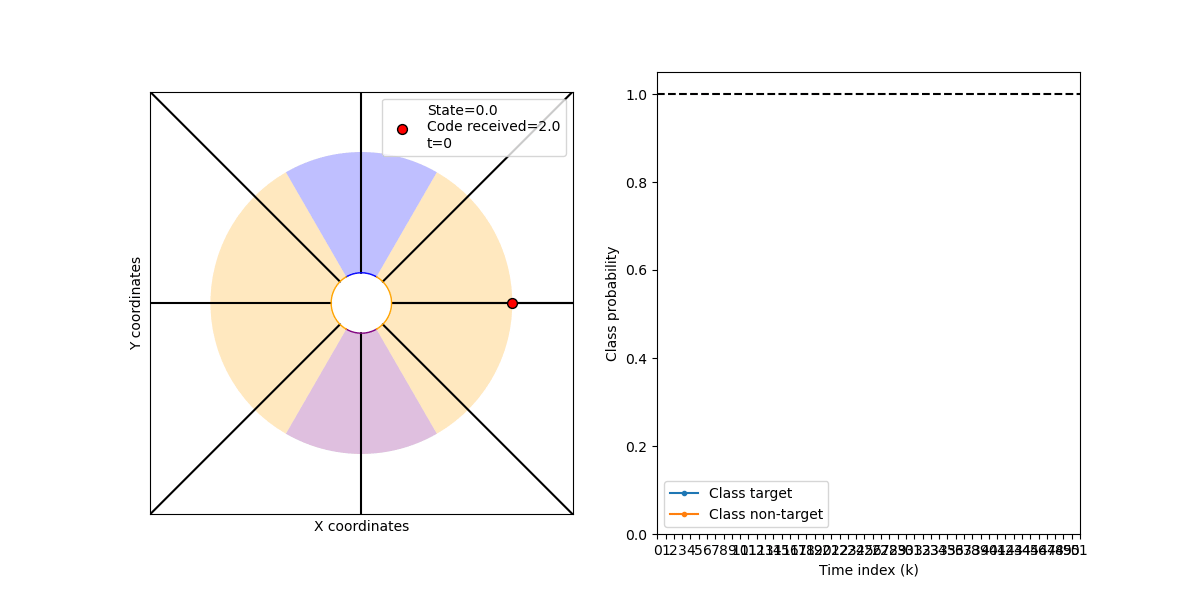 State=0.0
Code received=2.0
t=0
Y coordinates
X coordinates
1.0
0.8
0.6
0.4
0.2
0.0
Class probability
Class target
Class non-target
Time index (k)